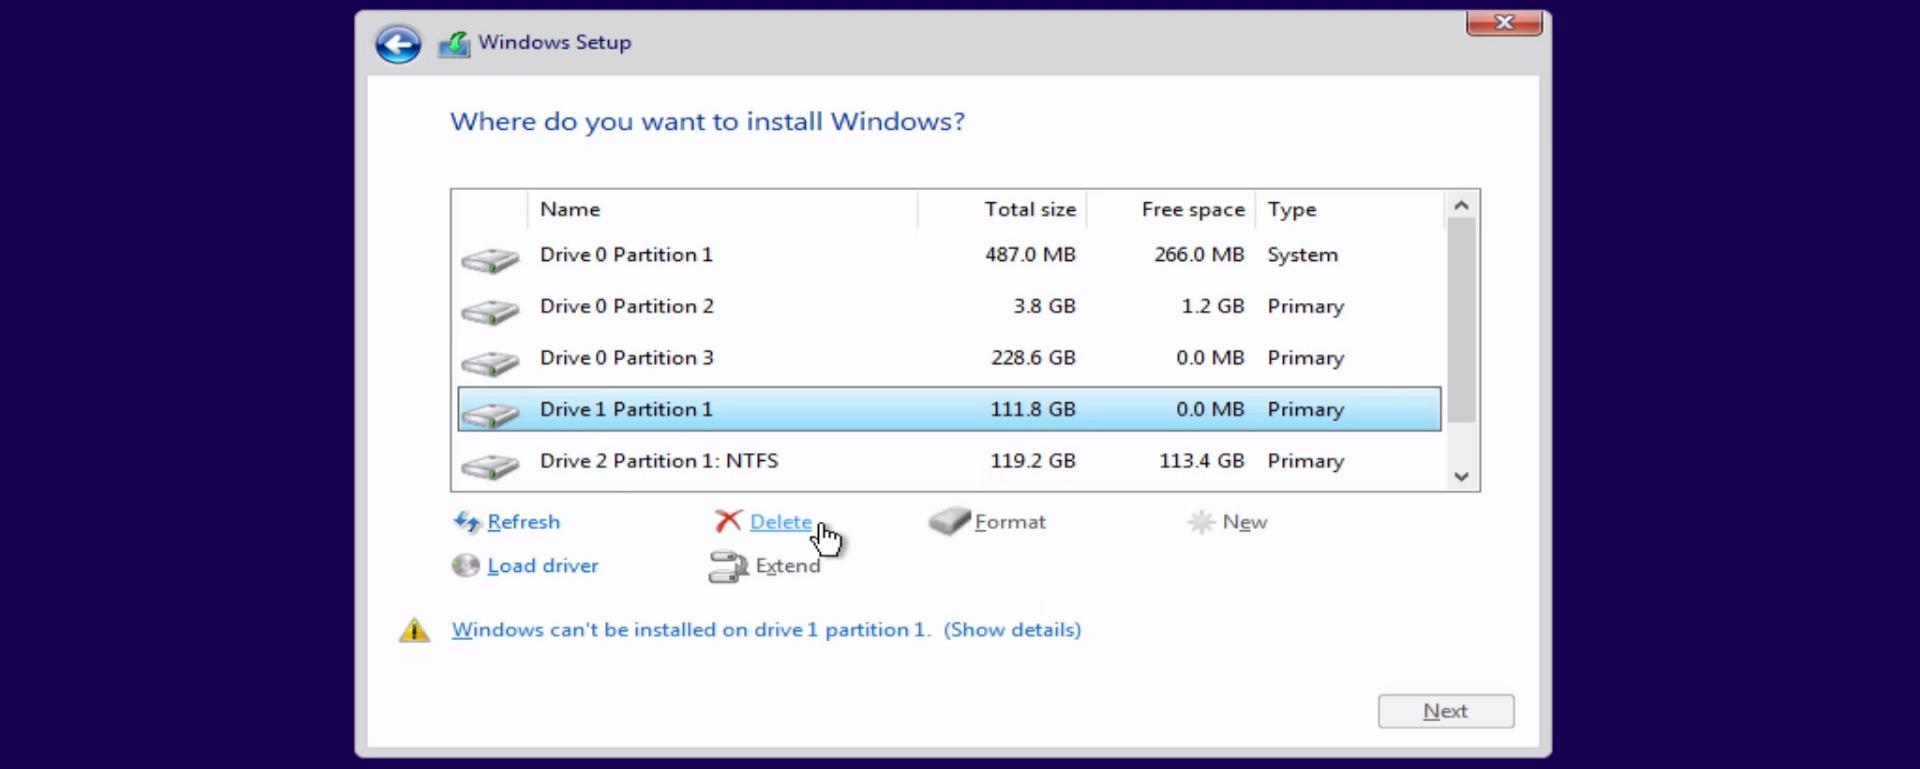 Windows Setup
Where do you want to install Windows?
Name Total size Free space Type
Drive 0 Partition 1 487.0 MB 266.0 MB System
Drive 0 Partition 2 3.8 GB 1.2 GB Primary
Drive 0 Partition 3 228.6 GB 0.0 MB Primary
Drive 1 Partition 1 111.8 GB 0.0 MB Primary
Drive 2 Partition 1: NTFS 119.2 GB 113.4 GB Primary
Refresh Delete Format New
Load driver Extend
Windows can't be installed on drive 1 partition 1. (Show details)
Next